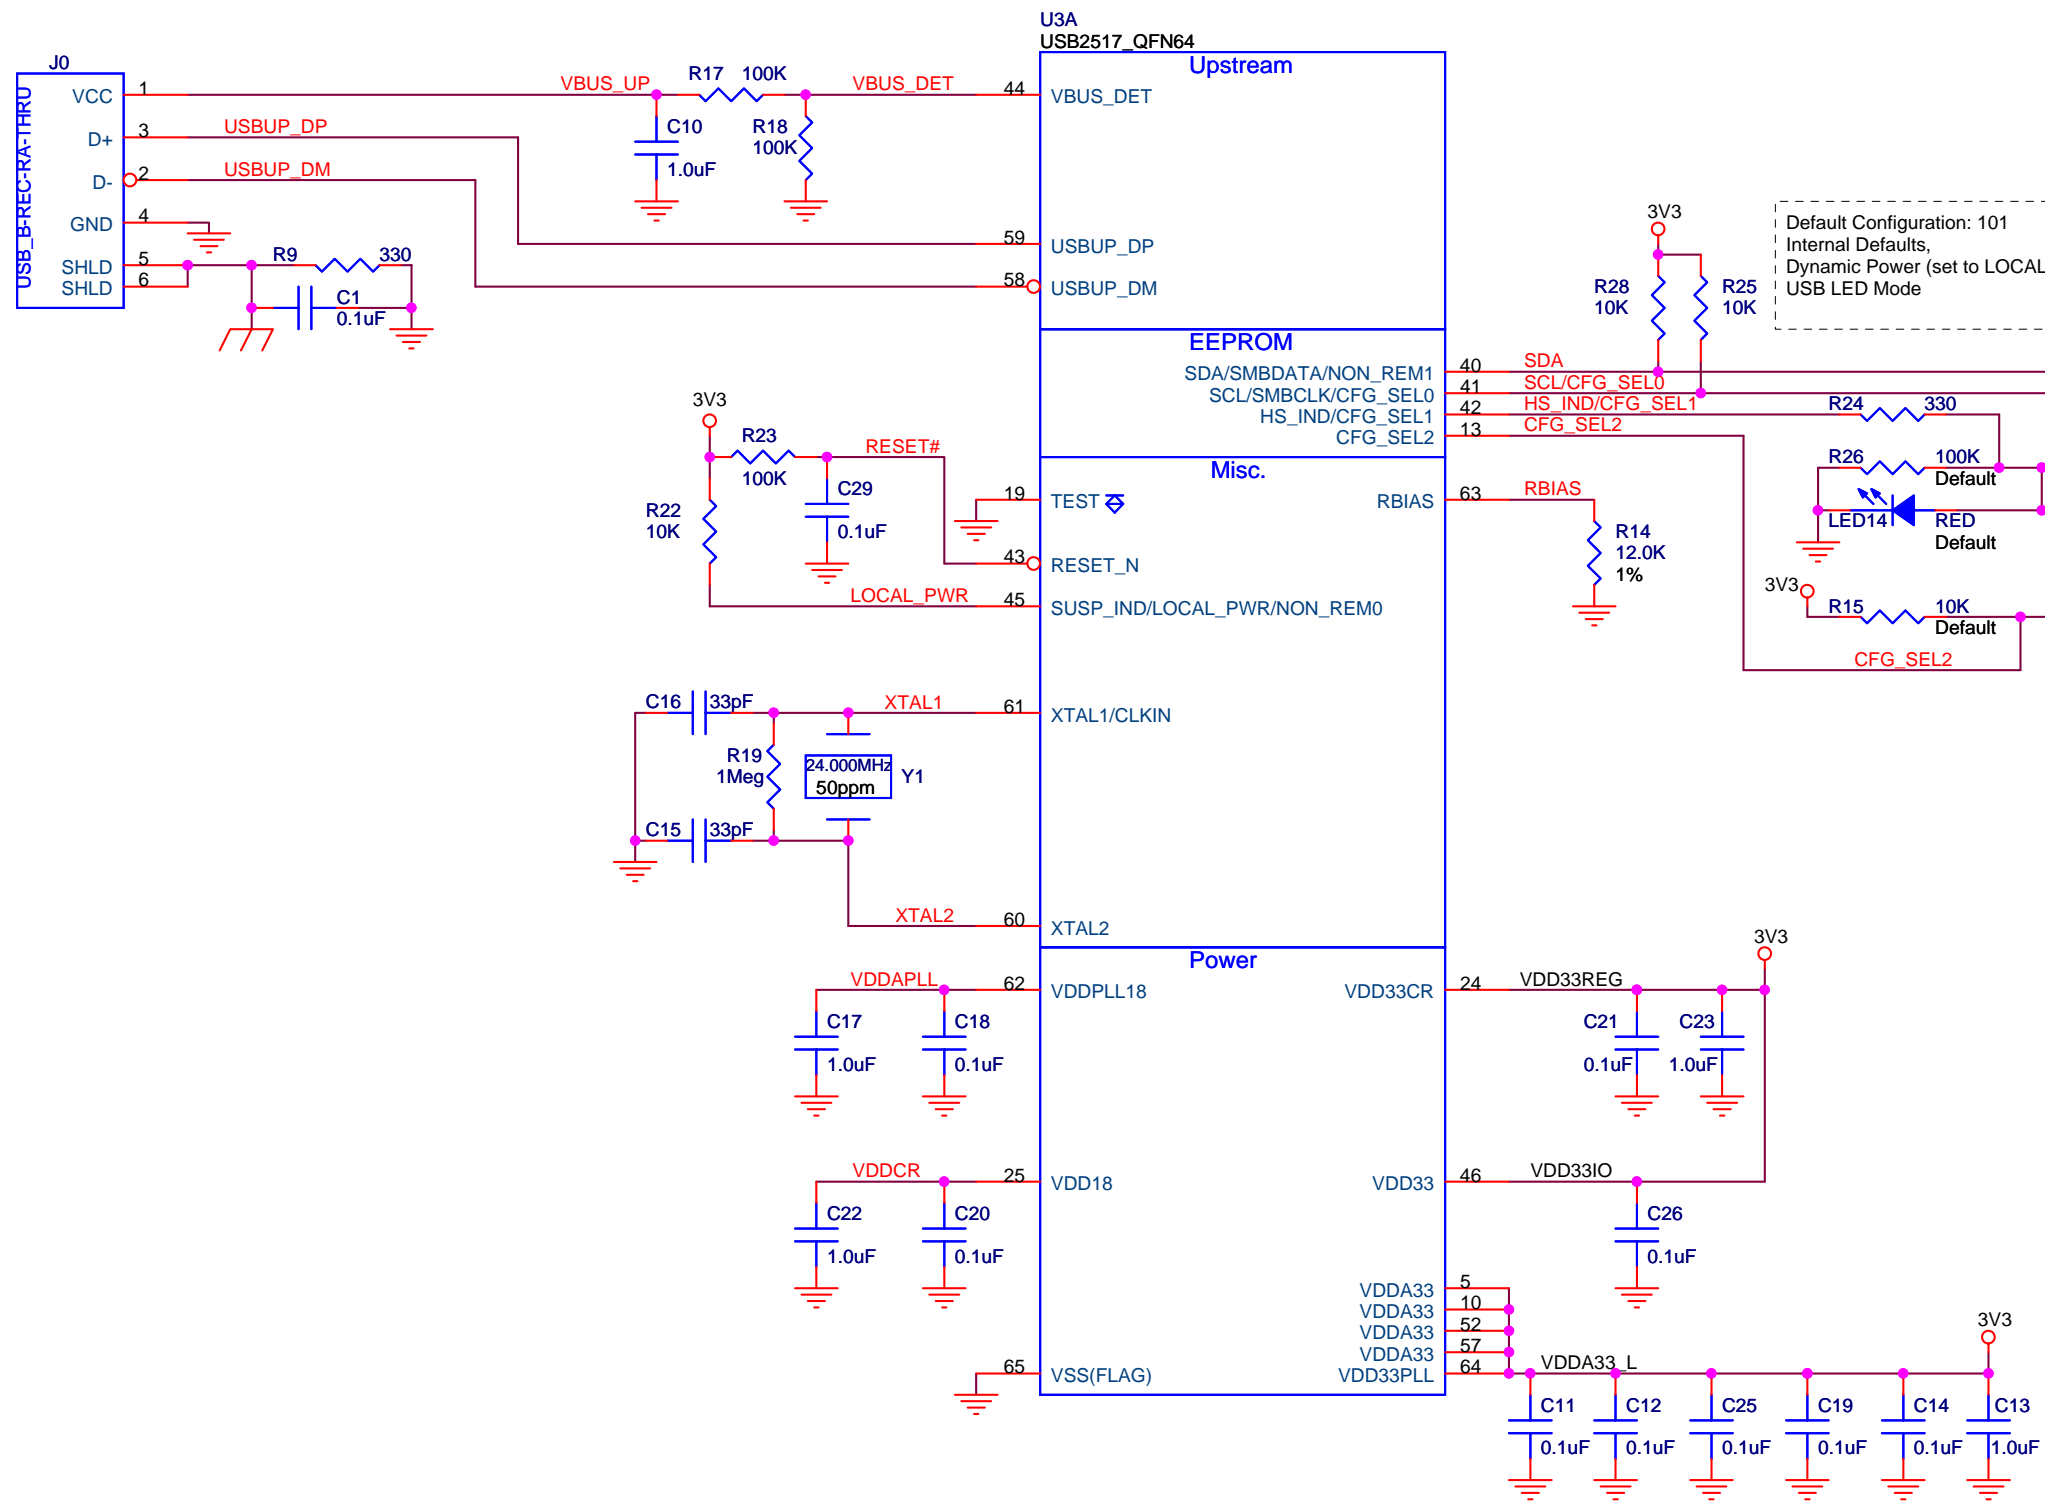 U3A
USB2517_QFN64
Upstream
J0
USB_B-REC-RA-THRU
VCC
1
D+
3
D-
2
GND
4
SHLD
5
SHLD
6
USBUP_DP
USBUP_DM
R9
330
C1
0.1uF
VBUS_UP
R17
100K
VBUS_DET
C10
1.0uF
R18
100K
44
VBUS_DET
59
USBUP_DP
58
USBUP_DM
3V3
R28
10K
R25
10K
Default Configuration: 101
Internal Defaults,
Dynamic Power (set to LOCAL
USB LED Mode
EEPROM
SDA/SMBDATA/NON_REM1
40
SDA
SCL/SMBCLK/CFG_SEL0
41
SCL/CFG_SEL0
HS_IND/CFG_SEL1
42
HS_IND/CFG_SEL1
CFG_SEL2
13
CFG_SEL2
R24
330
R26
100K
Default
LED14
RED
Default
3V3
R15
10K
Default
CFG_SEL2
3V3
R23
100K
RESET#
C29
0.1uF
R22
10K
LOCAL_PWR
Misc.
19
TEST
RBIAS
63
RBIAS
R14
12.0K
1%
43
RESET_N
45
SUSP_IND/LOCAL_PWR/NON_REM0
C16
33pF
XTAL1
61
XTAL1/CLKIN
R19
1Meg
24.000MHz
50ppm
Y1
C15
33pF
XTAL2
60
XTAL2
Power
VDDAPLL
62
VDDPLL18
C17
1.0uF
C18
0.1uF
VDD33CR
24
VDD33REG
3V3
C21
0.1uF
C23
1.0uF
VDDCR
25
VDD18
C22
1.0uF
C20
0.1uF
VDD33
46
VDD33IO
C26
0.1uF
VDDA33
5
VDDA33
10
VDDA33
52
VDDA33
57
VDD33PLL
64
VDDA33_L
3V3
65
VSS(FLAG)
C11
0.1uF
C12
0.1uF
C25
0.1uF
C19
0.1uF
C14
0.1uF
C13
1.0uF